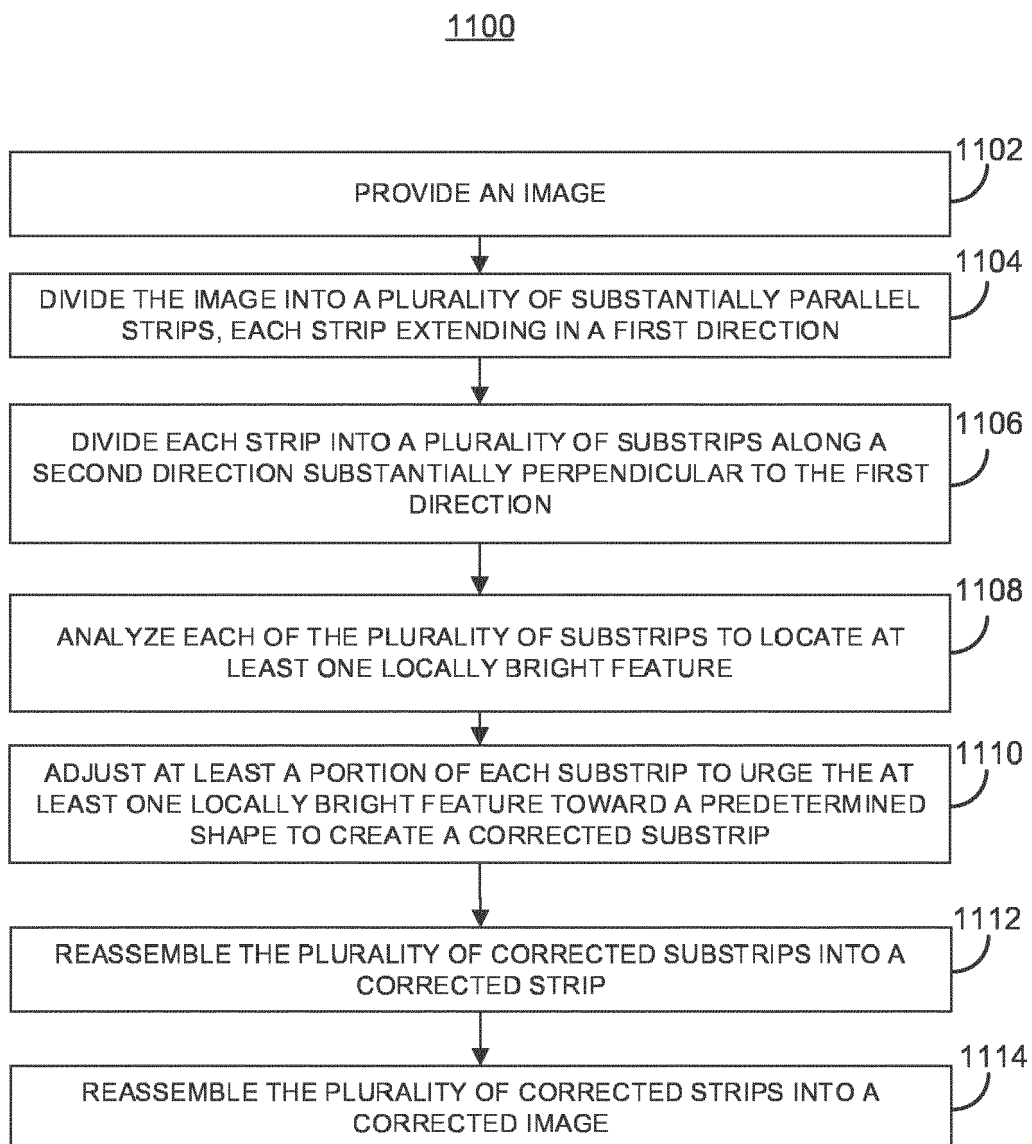 1100
1102
PROVIDE AN IMAGE
1104
DIVIDE THE IMAGE INTO A PLURALITY OF SUBSTANTIALLY PARALLEL
STRIPS, EACH STRIP EXTENDING IN A FIRST DIRECTION
1106
DIVIDE EACH STRIP INTO A PLURALITY OF SUBSTRIPS ALONG A
SECOND DIRECTION SUBSTANTIALLY PERPENDICULAR TO THE FIRST
DIRECTION
1108
ANALYZE EACH OF THE PLURALITY OF SUBSTRIPS TO LOCATE AT
LEAST ONE LOCALLY BRIGHT FEATURE
1110
ADJUST AT LEAST A PORTION OF EACH SUBSTRIP TO URGE THE AT
LEAST ONE LOCALLY BRIGHT FEATURE TOWARD A PREDETERMINED
SHAPE TO CREATE A CORRECTED SUBSTRIP
1112
REASSEMBLE THE PLURALITY OF CORRECTED SUBSTRIPS INTO A
CORRECTED STRIP
1114
REASSEMBLE THE PLURALITY OF CORRECTED STRIPS INTO A
CORRECTED IMAGE